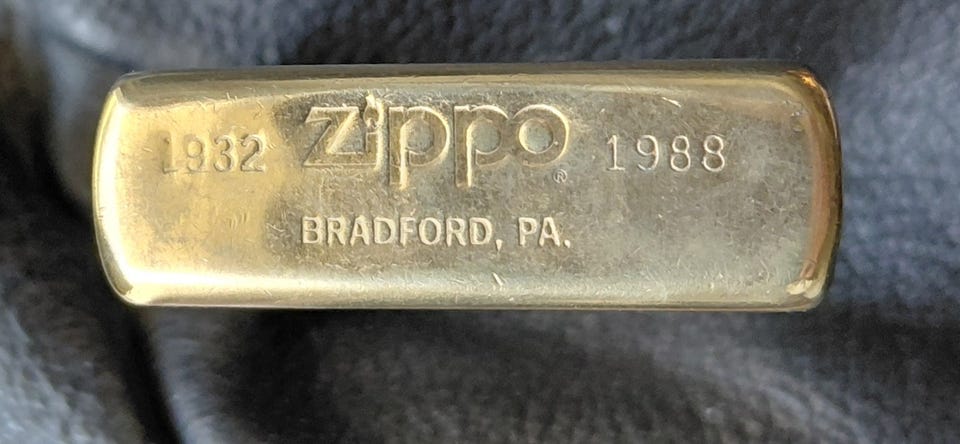 1932 Zippo ® 1988
BRADFORD, PA.